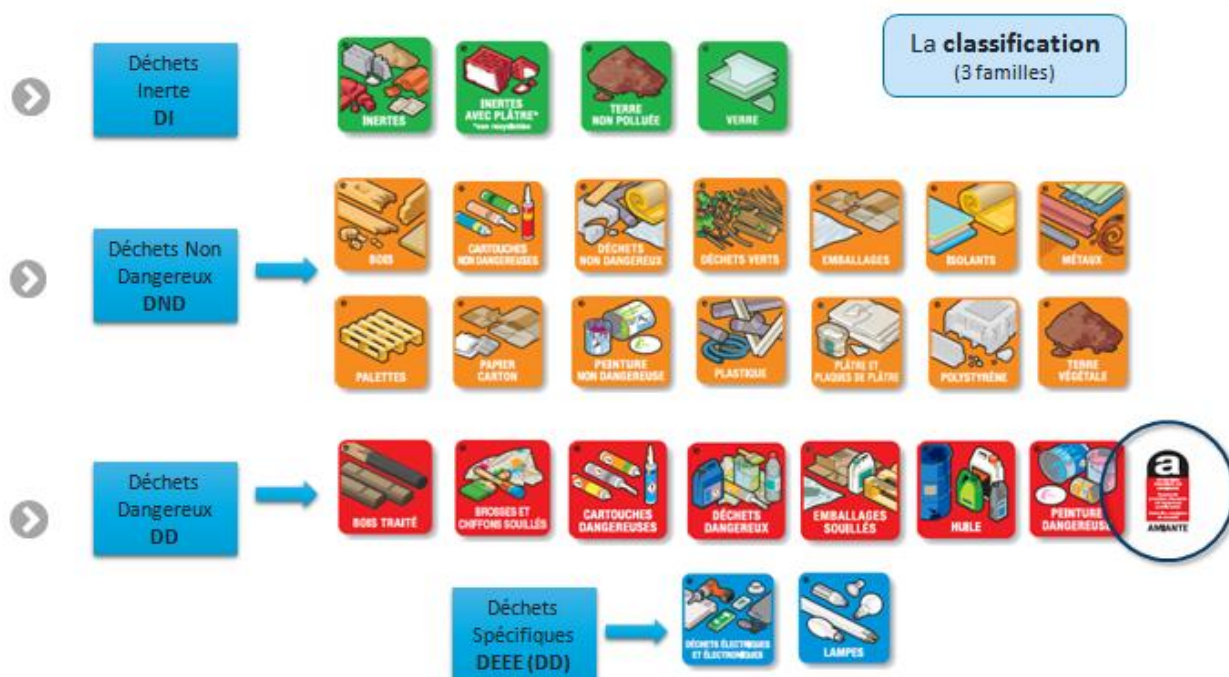 La classification
(3 familles)
Déchets
Inerte
DI
INERTES
INERTES
AVEC PLÂTRE*
*non recyclables
TERRE
NON POLLUÉE
VERRE
Déchets Non
Dangereux
DND
BOIS
CARTOUCHES
NON DANGEREUSES
DÉCHETS
NON DANGEREUX
DÉCHETS VERTS
EMBALLAGES
ISOLANTS
MÉTAUX
PALETTES
PAPIER
CARTON
PEINTURE
NON DANGEREUSE
PLASTIQUE
PLÂTRE ET
PLAQUES DE PLÂTRE
POLYSTYRÈNE
TERRE
VÉGÉTALE
Déchets
Dangereux
DD
BOIS TRAITÉ
BROSSES ET
CHIFFONS SOUILLÉS
CARTOUCHES
DANGEREUSES
DÉCHETS
DANGEREUX
EMBALLAGES
SOUILLÉS
HUILE
PEINTURE
DANGEREUSE
a
AMIANTE
Déchets
Spécifiques
DEEE (DD)
DÉCHETS ÉLECTRIQUES
ET ÉLECTRONIQUES
LAMPES